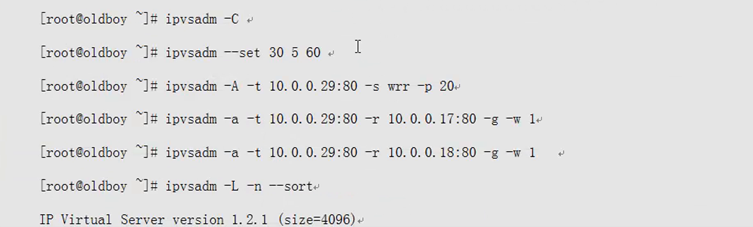 [root@oldboy ~]# ipvsadm -C
[root@oldboy ~]# ipvsadm --set 30 5 60
[root@oldboy ~]# ipvsadm -A -t 10.0.0.29:80 -s wrr -p 20
[root@oldboy ~]# ipvsadm -a -t 10.0.0.29:80 -r 10.0.0.17:80 -g -w 1
[root@oldboy ~]# ipvsadm -a -t 10.0.0.29:80 -r 10.0.0.18:80 -g -w 1
[root@oldboy ~]# ipvsadm -L -n --sort
IP Virtual Server version 1.2.1 (size=4096)